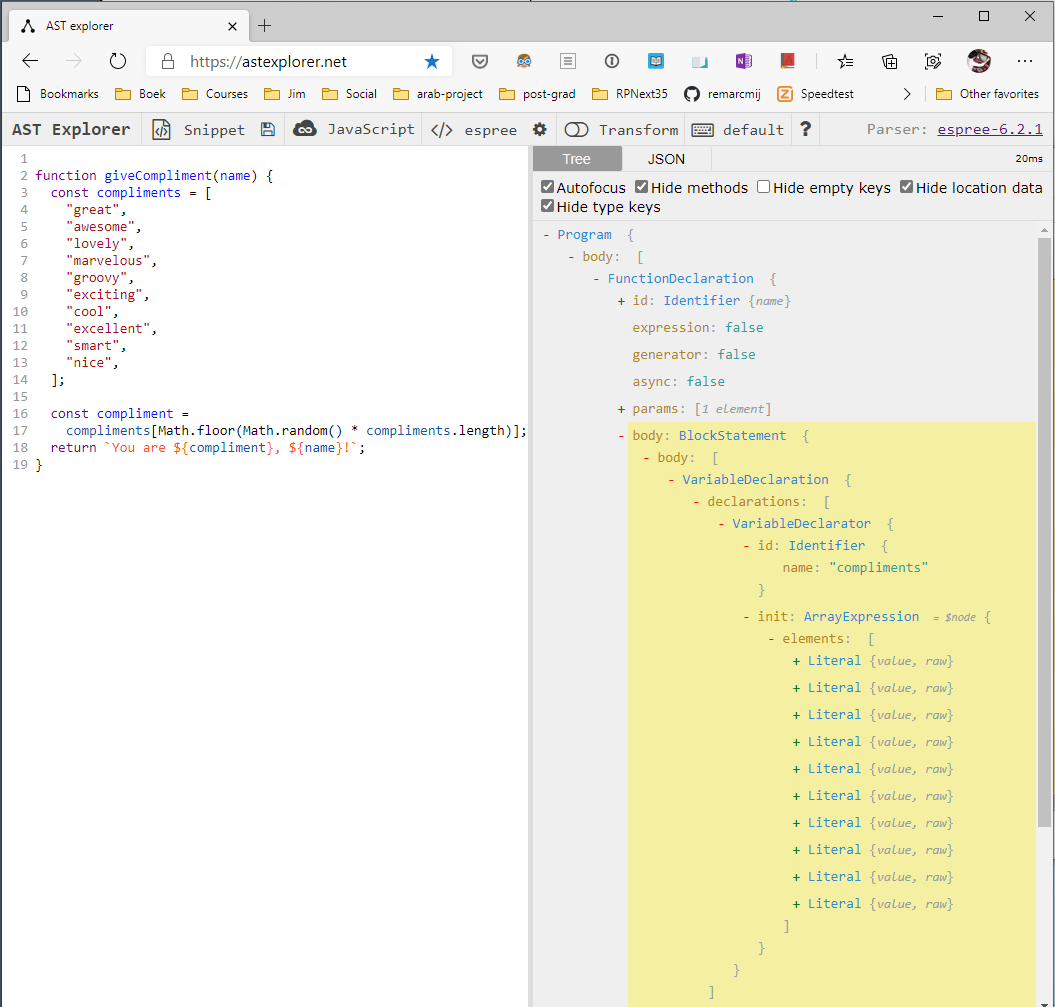 AST explorer
https://astexplorer.net
Bookmarks Boek Courses Jim Social arab-project post-grad RPNext35 remarcmij Speedtest Other favorites
AST Explorer Snippet JavaScript </> espree Transform default ? Parser: espree-6.2.1
Tree JSON 20ms
Autofocus Hide methods Hide empty keys Hide location data
Hide type keys
1
2 function giveCompliment(name) {
3   const compliments = [
4     "great",
5     "awesome",
6     "lovely",
7     "marvelous",
8     "groovy",
9     "exciting",
10     "cool",
11     "excellent",
12     "smart",
13     "nice",
14   ];
15
16   const compliment =
17     compliments[Math.floor(Math.random() * compliments.length)];
18   return `You are ${compliment}, ${name}!`;
19 }
- Program {
- body: [
- FunctionDeclaration {
+ id: Identifier {name}
expression: false
generator: false
async: false
+ params: [1 element]
- body: BlockStatement {
- body: [
- VariableDeclaration {
- declarations: [
- VariableDeclarator {
- id: Identifier {
name: "compliments"
}
- init: ArrayExpression = $node {
- elements: [
+ Literal {value, raw}
+ Literal {value, raw}
+ Literal {value, raw}
+ Literal {value, raw}
+ Literal {value, raw}
+ Literal {value, raw}
+ Literal {value, raw}
+ Literal {value, raw}
+ Literal {value, raw}
+ Literal {value, raw}
]
}
}
]